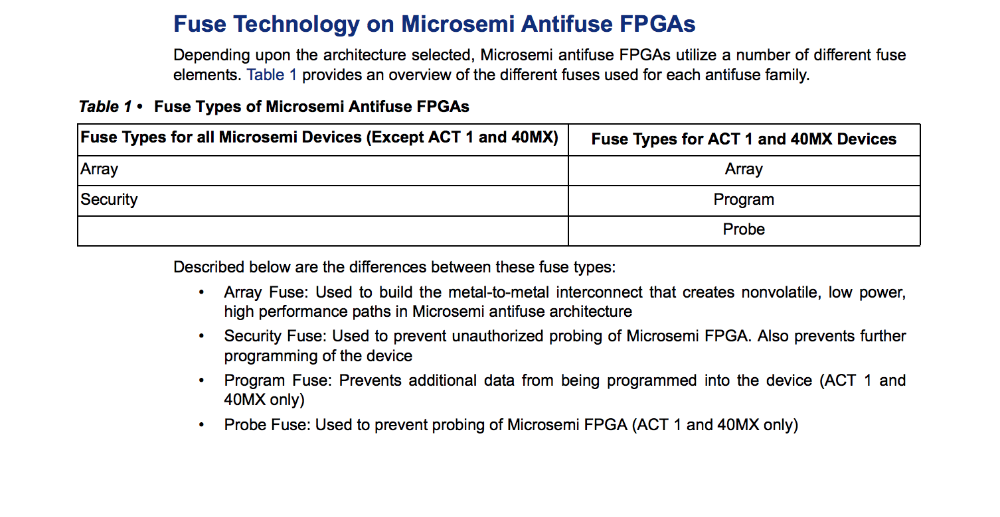 Fuse Technology on Microsemi Antifuse FPGAs
Depending upon the architecture selected, Microsemi antifuse FPGAs utilize a number of different fuse
elements. Table 1 provides an overview of the different fuses used for each antifuse family.
Table 1 • Fuse Types of Microsemi Antifuse FPGAs
Fuse Types for all Microsemi Devices (Except ACT 1 and 40MX) Fuse Types for ACT 1 and 40MX Devices
Array Array
Security Program
Probe
Described below are the differences between these fuse types:
• Array Fuse: Used to build the metal-to-metal interconnect that creates nonvolatile, low power,
high performance paths in Microsemi antifuse architecture
• Security Fuse: Used to prevent unauthorized probing of Microsemi FPGA. Also prevents further
programming of the device
• Program Fuse: Prevents additional data from being programmed into the device (ACT 1 and
40MX only)
• Probe Fuse: Used to prevent probing of Microsemi FPGA (ACT 1 and 40MX only)